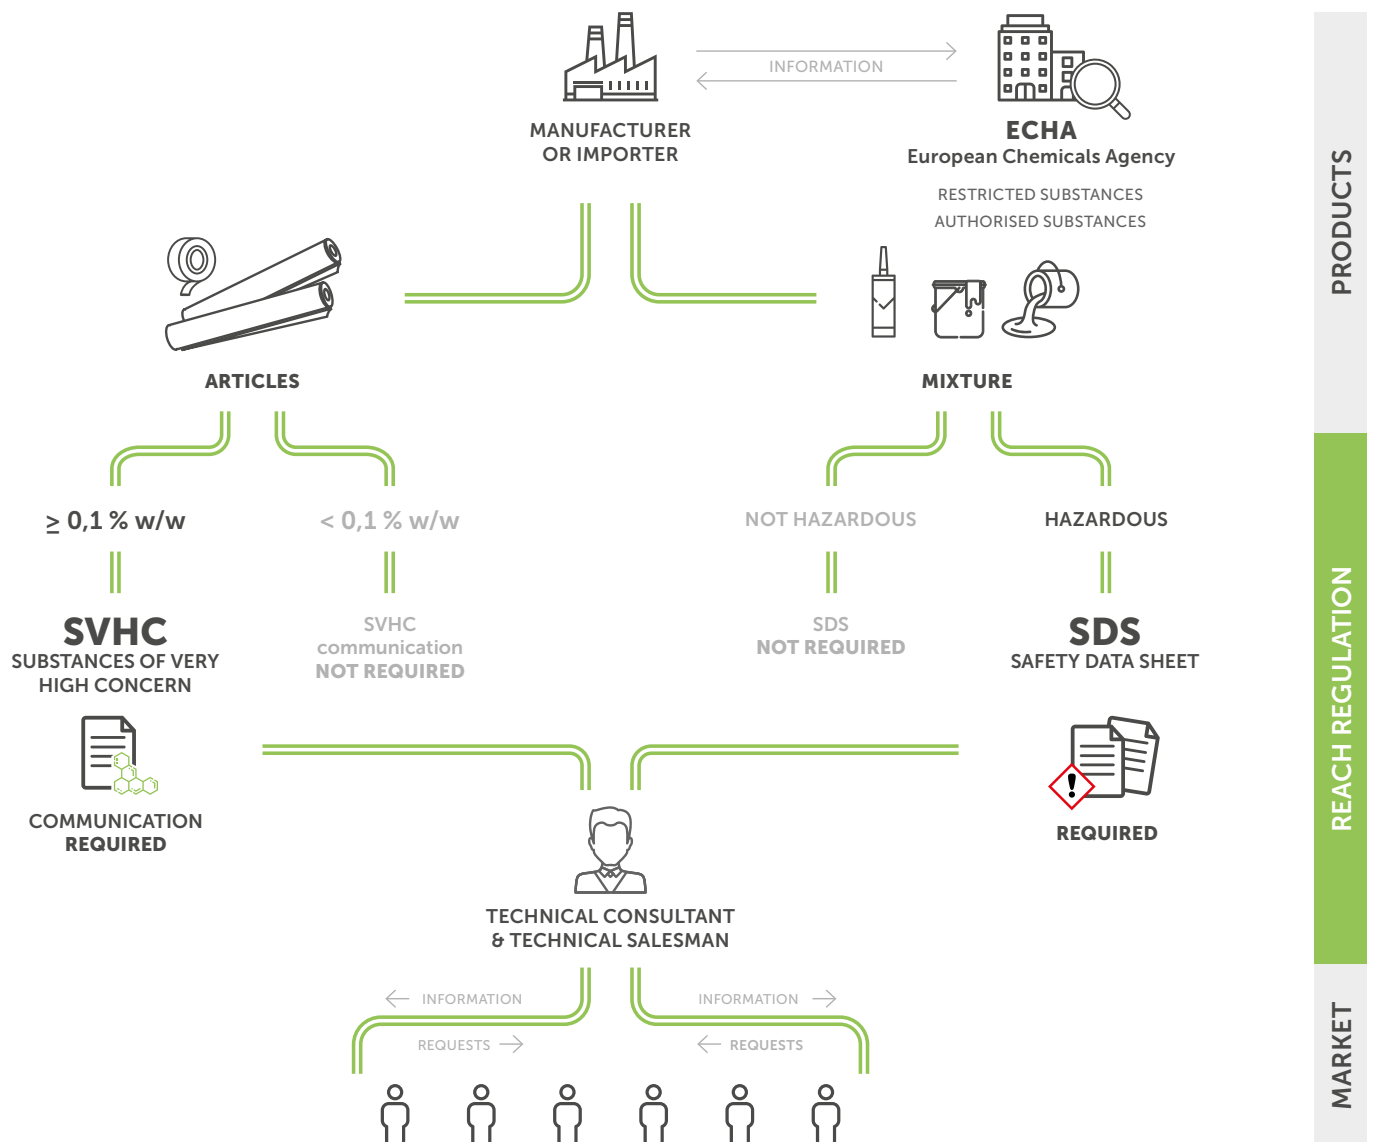 INFORMATION
MANUFACTURER
OR IMPORTER
ECHA
European Chemicals Agency
RESTRICTED SUBSTANCES
AUTHORISED SUBSTANCES
PRODUCTS
ARTICLES
MIXTURE
≥ 0,1 % w/w
< 0,1 % w/w
NOT HAZARDOUS
HAZARDOUS
SVHC
SUBSTANCES OF VERY
HIGH CONCERN
SVHC
communication
NOT REQUIRED
SDS
NOT REQUIRED
SDS
SAFETY DATA SHEET
REACH REGULATION
COMMUNICATION
REQUIRED
REQUIRED
TECHNICAL CONSULTANT
& TECHNICAL SALESMAN
INFORMATION
INFORMATION
REQUESTS
REQUESTS
MARKET